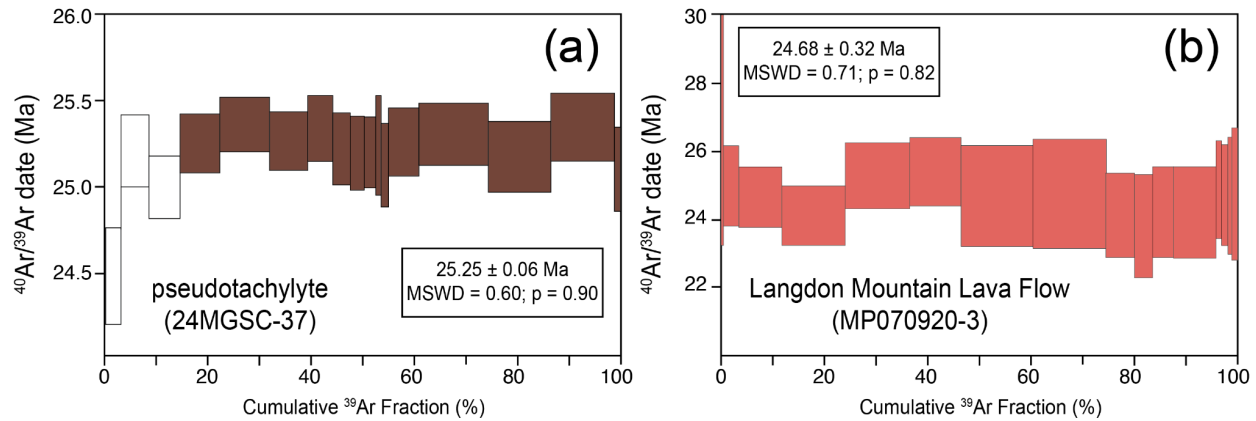 (a)
26.0
25.5
25.0
24.5
⁴⁰Ar/³⁹Ar date (Ma)
25.25 ± 0.06 Ma
MSWD = 0.60; p = 0.90
pseudotachylyte
(24MGSC-37)
0
20
40
60
80
100
Cumulative ³⁹Ar Fraction (%)
(b)
30
28
26
24
22
⁴⁰Ar/³⁹Ar date (Ma)
24.68 ± 0.32 Ma
MSWD = 0.71; p = 0.82
Langdon Mountain Lava Flow
(MP070920-3)
0
20
40
60
80
100
Cumulative ³⁹Ar Fraction (%)